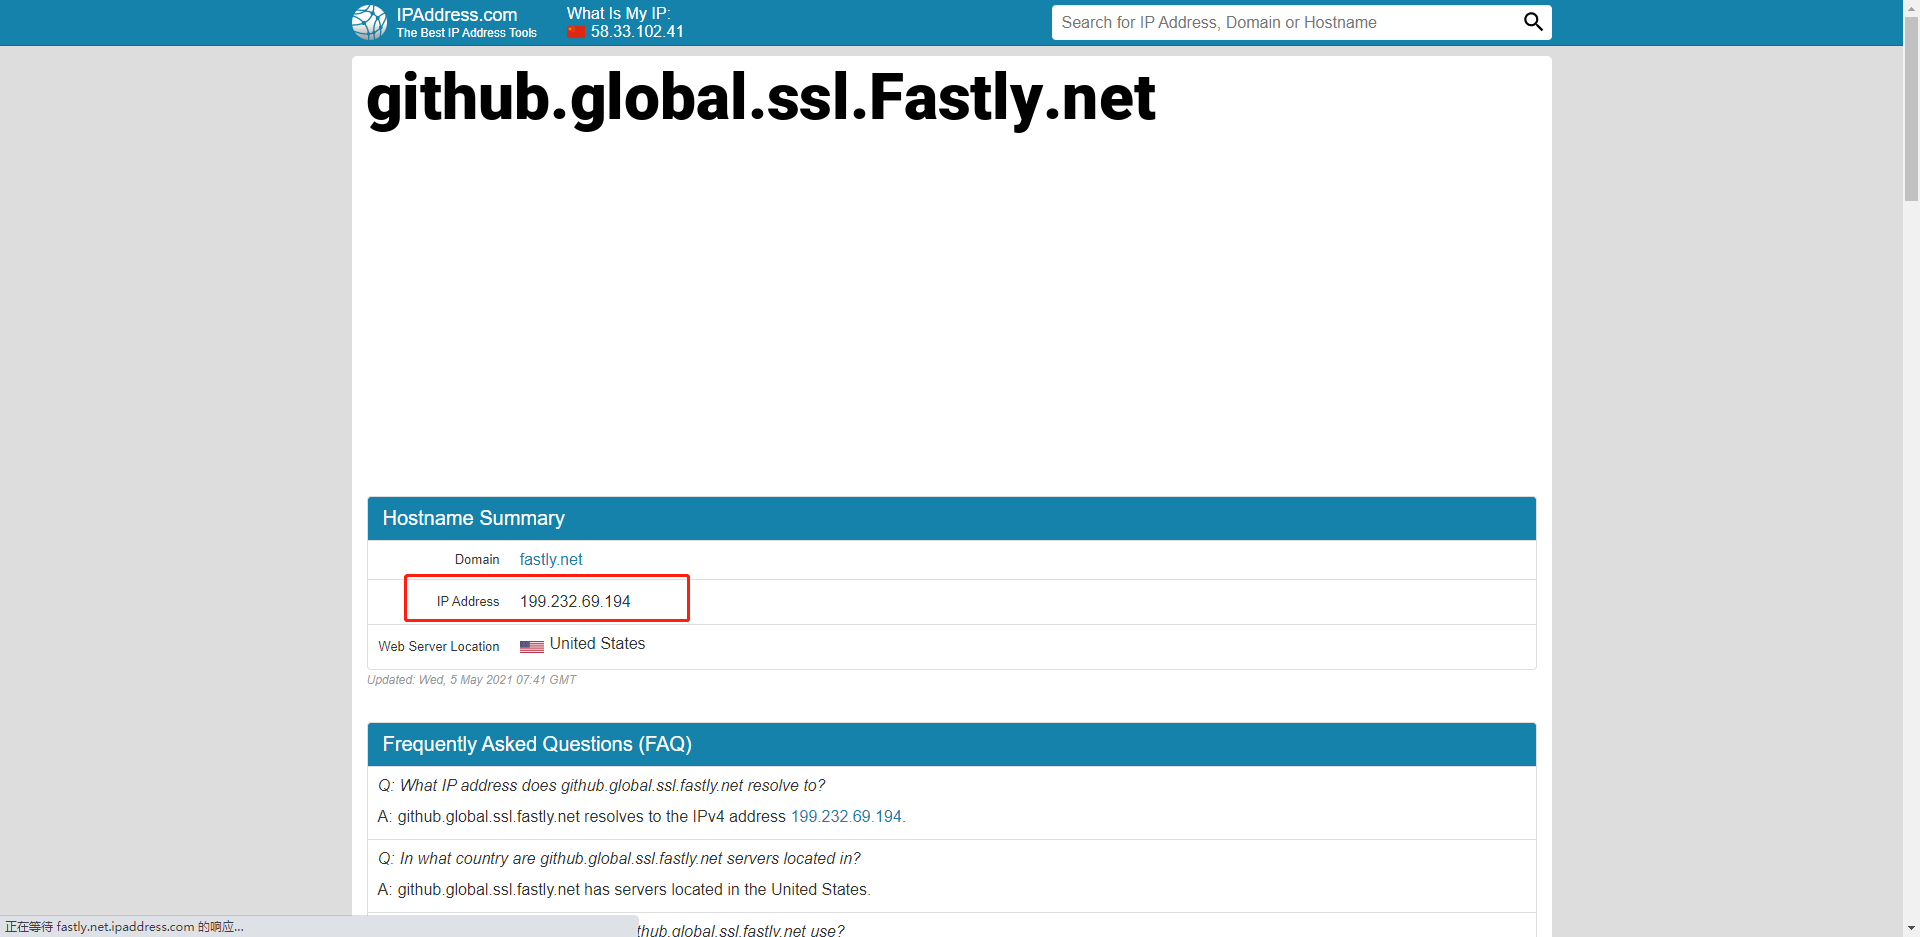 IPAddress.com
The Best IP Address Tools
What Is My IP:
58.33.102.41
Search for IP Address, Domain or Hostname
github.global.ssl.Fastly.net
Hostname Summary
Domain fastly.net
IP Address 199.232.69.194
Web Server Location United States
Updated: Wed, 5 May 2021 07:41 GMT
Frequently Asked Questions (FAQ)
Q: What IP address does github.global.ssl.fastly.net resolve to?
A: github.global.ssl.fastly.net resolves to the IPv4 address 199.232.69.194.
Q: In what country are github.global.ssl.fastly.net servers located in?
A: github.global.ssl.fastly.net has servers located in the United States.
thub.global.ssl.fastly.net use?
正在等待 fastly.net.ipaddress.com 的响应...